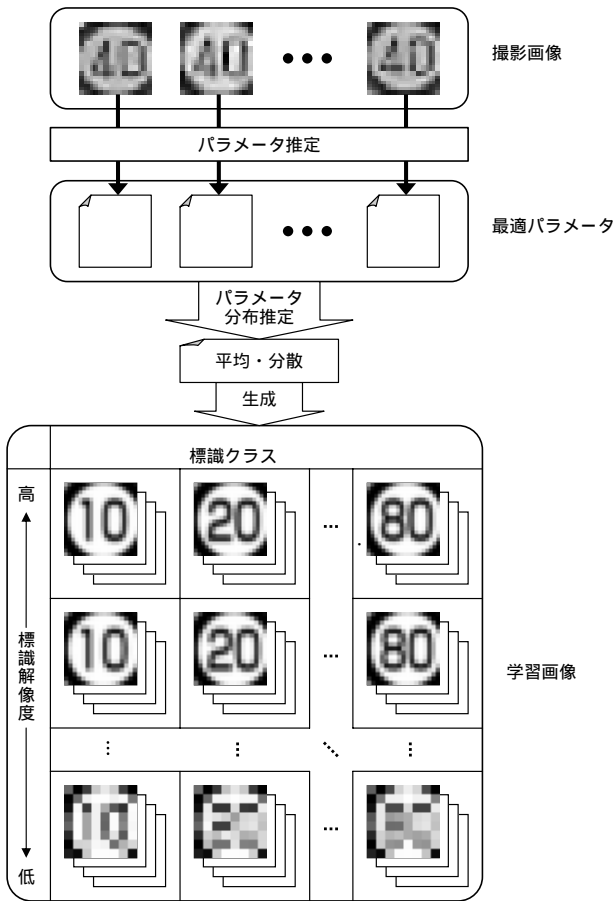 40 40 ••• 40
撮影画像
パラメータ推定
••• 最適パラメータ
パラメータ
分布推定
平均・分散
生成
標識クラス
高
標識解像度
低
10 20 … 80
10 20 … 80
学習画像
⋮ ⋮ ⋱ ⋮
10 …